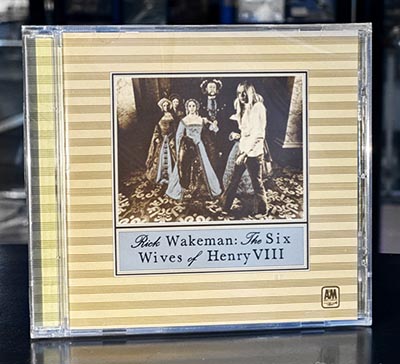 Rick Wakeman: The Six
Wives of Henry VIII
A&M